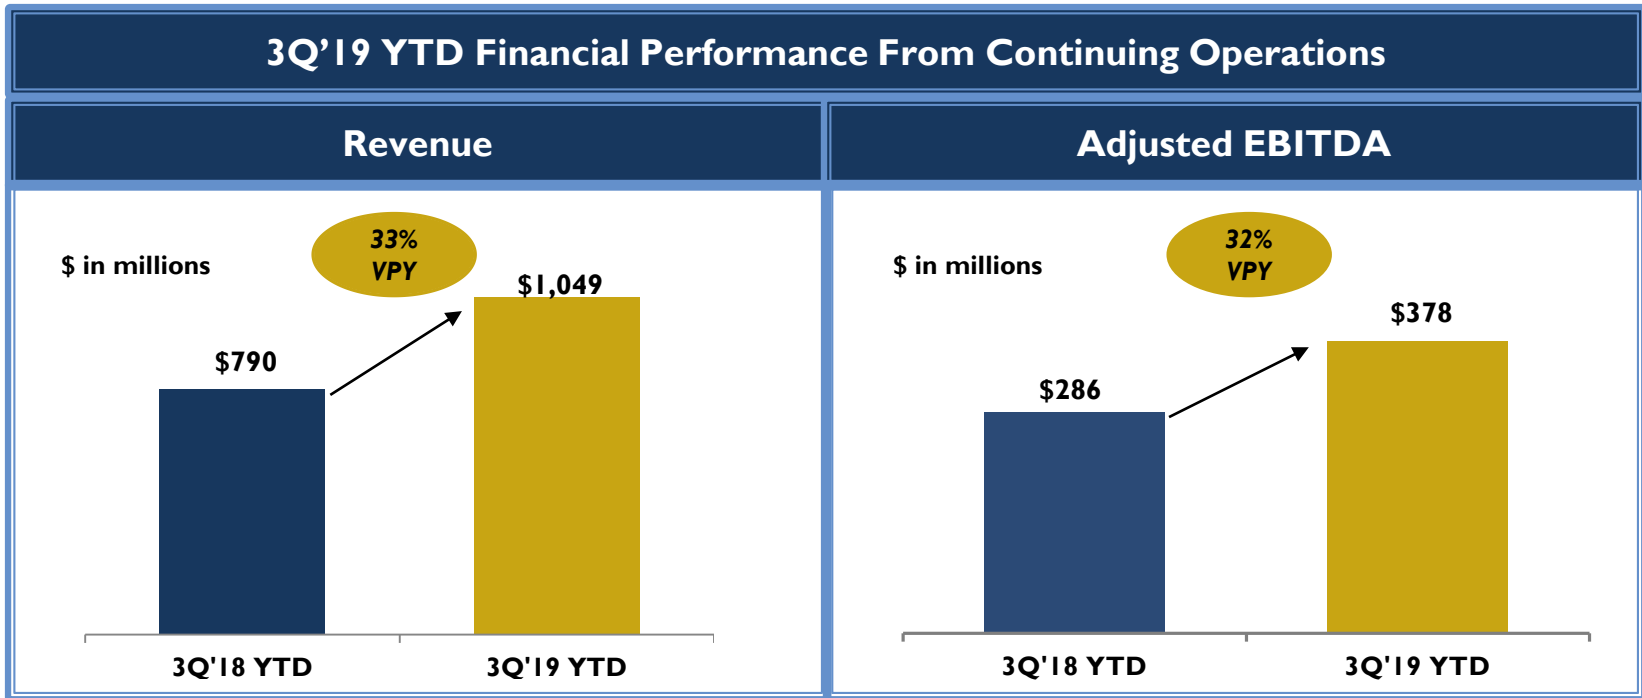 3Q’19 YTD Financial Performance From Continuing Operations
Revenue
$ in millions
33%
VPY
$790
$1,049
3Q'18 YTD
3Q'19 YTD
Adjusted EBITDA
$ in millions
32%
VPY
$286
$378
3Q'18 YTD
3Q'19 YTD